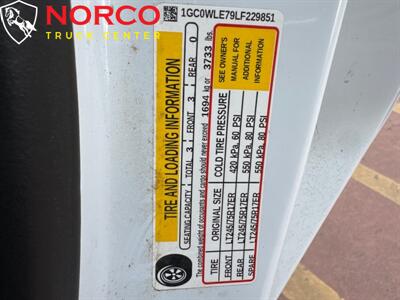 NORCO
TRUCK CENTER
1GC0WLE79LF229851
TIRE AND LOADING INFORMATION
SEATING CAPACITY TOTAL 3 FRONT 3 REAR 0
The combined weight of occupants and cargo should never exceed 1694 kg or 3733 lbs.
TIRE ORIGINAL SIZE COLD TIRE PRESSURE
FRONT LT245/75R17ER 420 kPa, 60 PSI
REAR LT245/75R17ER 550 kPa, 80 PSI
SPARE LT245/75R17ER 550 kPa, 80 PSI
SEE OWNER'S
MANUAL FOR
ADDITIONAL
INFORMATION